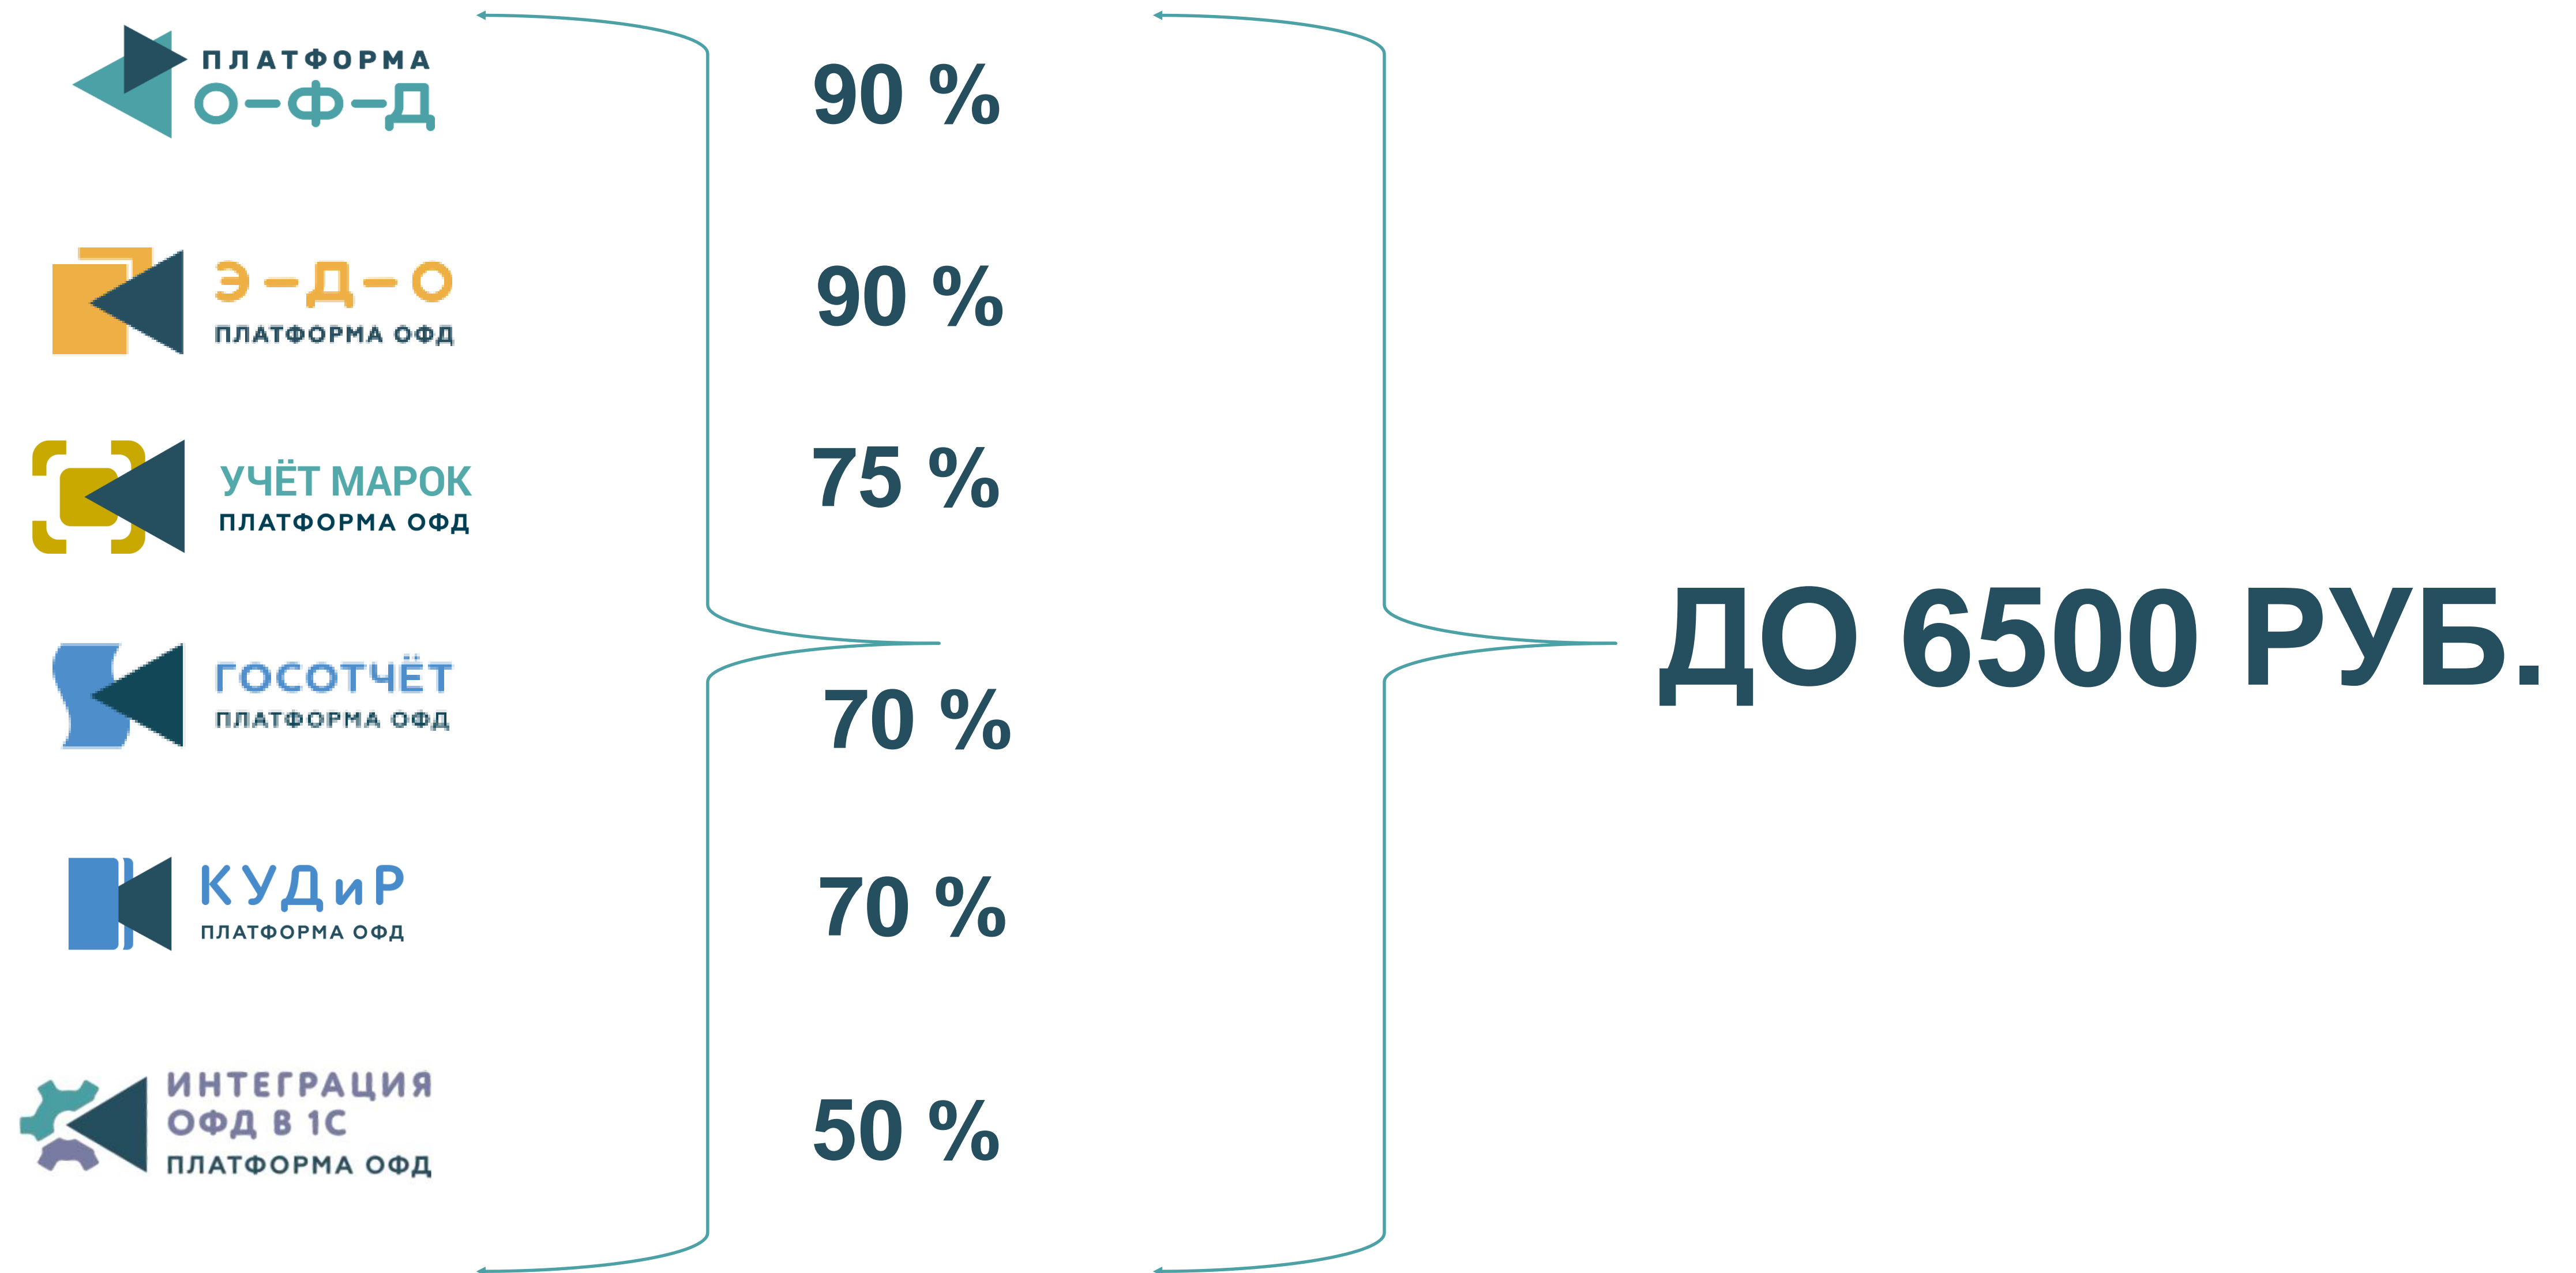 ПЛАТФОРМА
О-Ф-Д
90 %
Э-Д-О
ПЛАТФОРМА ОФД
90 %
УЧЁТ МАРОК
ПЛАТФОРМА ОФД
75 %
ГОСОТЧЁТ
ПЛАТФОРМА ОФД
70 %
КУДиР
ПЛАТФОРМА ОФД
70 %
ИНТЕГРАЦИЯ
ОФД В 1С
ПЛАТФОРМА ОФД
50 %
ДО 6500 РУБ.